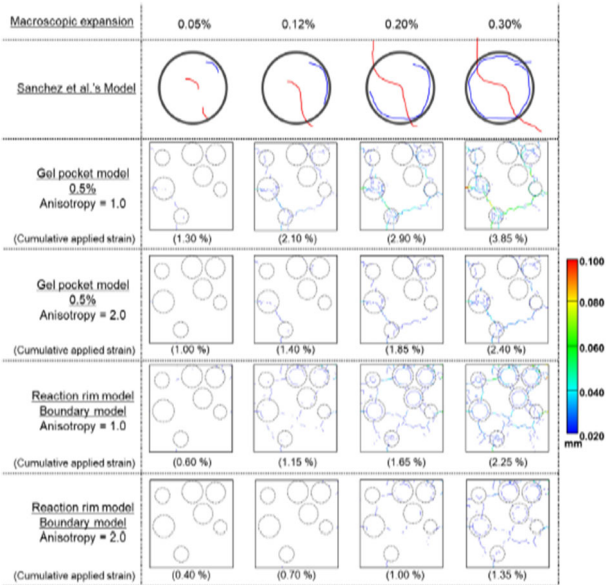 Macroscopic expansion 0.05% 0.12% 0.20% 0.30%
Sanchez et al.'s Model
Gel pocket model
0.5%
Anisotropy = 1.0
(Cumulative applied strain) (1.30 %) (2.10 %) (2.90 %) (3.85 %)
Gel pocket model
0.5%
Anisotropy = 2.0
(Cumulative applied strain) (1.00 %) (1.40 %) (1.85 %) (2.40 %)
Reaction rim model
Boundary model
Anisotropy = 1.0
(Cumulative applied strain) (0.60 %) (1.15 %) (1.65 %) (2.25 %)
Reaction rim model
Boundary model
Anisotropy = 2.0
(Cumulative applied strain) (0.40 %) (0.70 %) (1.00 %) (1.35 %)
0.100
0.080
0.060
0.040
0.020
mm